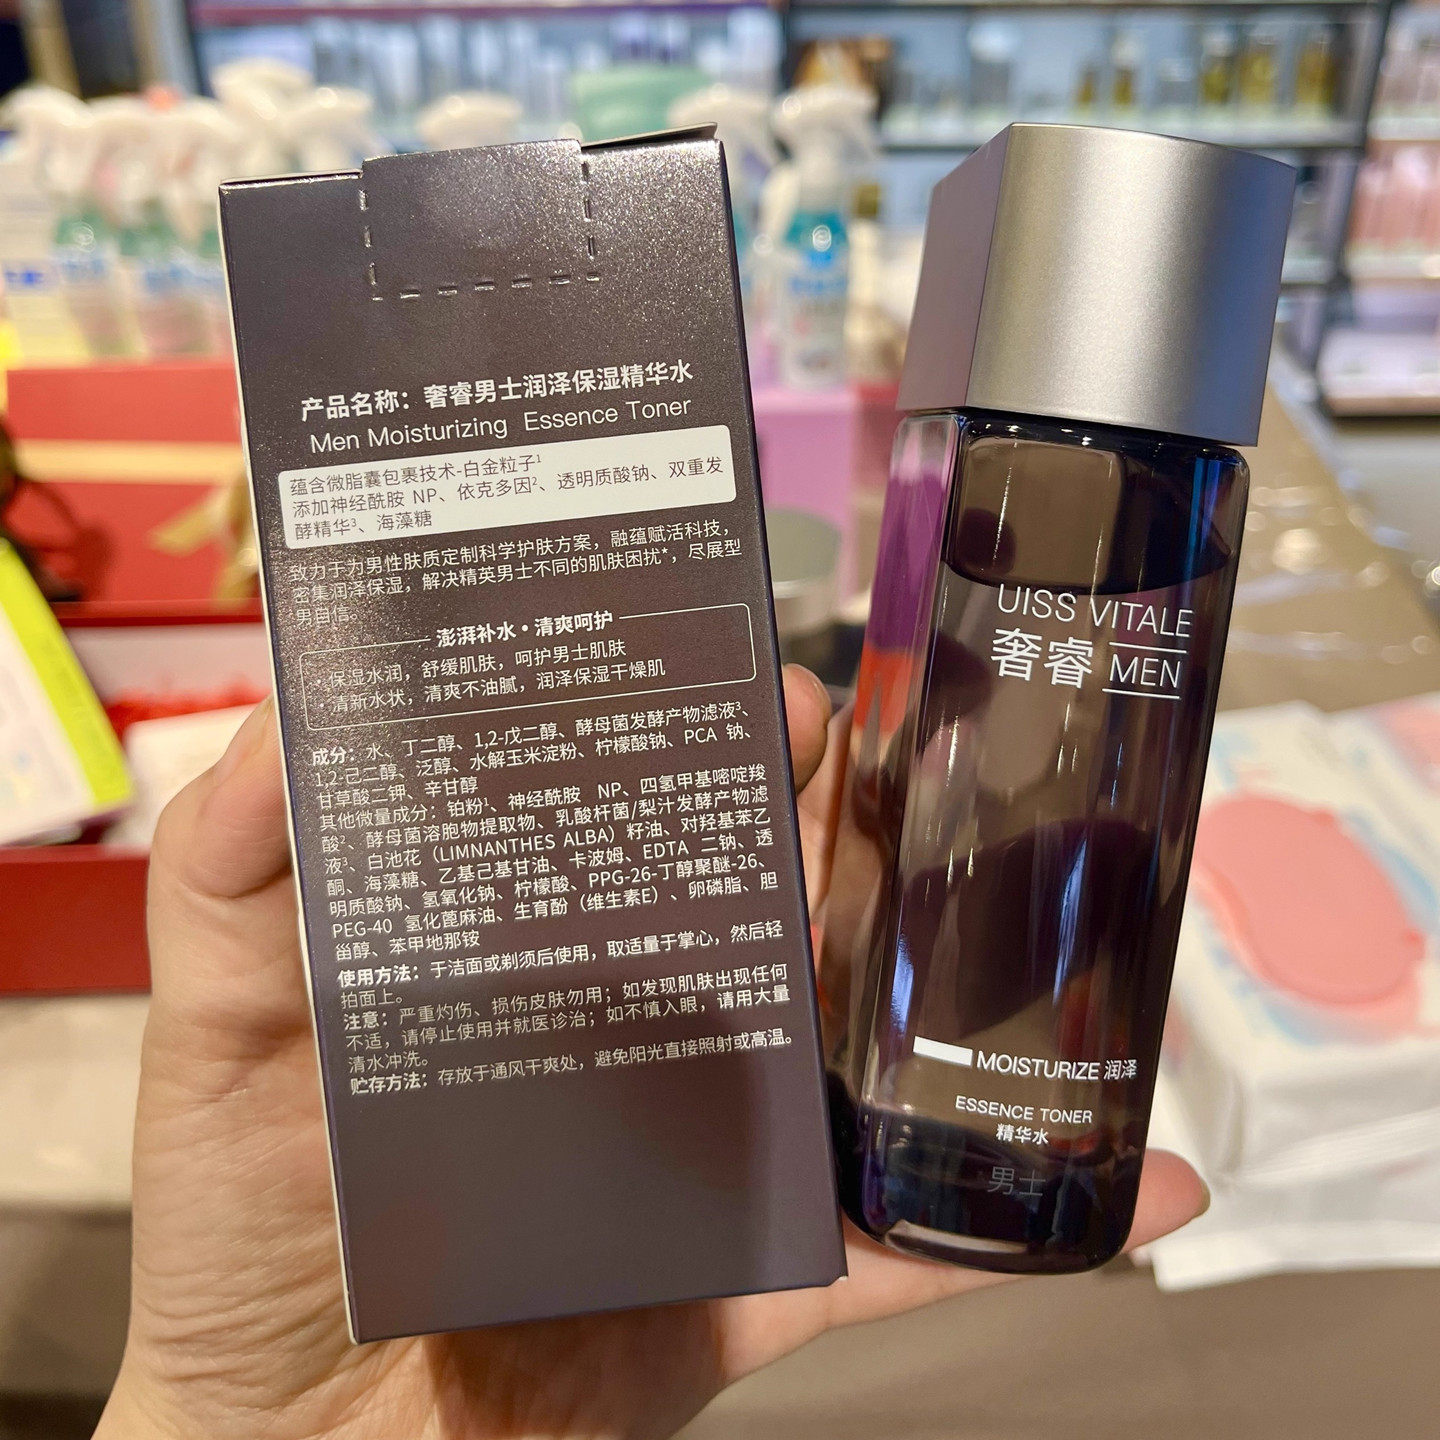 产品名称：奢睿男士润泽保湿精华水
Men Moisturizing Essence Toner
蕴含微脂囊包裹技术-白金粒子¹
添加神经酰胺 NP、依克多因²、透明质酸钠、双重发
酵精华³、海藻糖
致力于为男性肤质定制科学护肤方案，融蕴赋活科技，
密集润泽保湿，解决精英男士不同的肌肤困扰*，尽展型
男自信。
澎湃补水·清爽呵护
·保湿水润，舒缓肌肤，呵护男士肌肤
·清新水状，清爽不油腻，润泽保湿干燥肌
成分：水、丁二醇、1,2-戊二醇、酵母菌发酵产物滤液³、
1,2-己二醇、泛醇、水解玉米淀粉、柠檬酸钠、PCA 钠、
甘草酸二钾、辛甘醇
其他微量成分：铂粉¹、神经酰胺 NP、四氢甲基嘧啶羧
酸²、酵母菌溶胞物提取物、乳酸杆菌/梨汁发酵产物滤
液³、白池花（LIMNANTHES ALBA）籽油、对羟基苯乙
酮、海藻糖、乙基己基甘油、卡波姆、EDTA 二钠、透
明质酸钠、氢氧化钠、柠檬酸、PPG-26-丁醇聚醚-26、
PEG-40 氢化蓖麻油、生育酚（维生素E）、卵磷脂、胆
甾醇、苯甲地那铵
使用方法：于洁面或剃须后使用，取适量于掌心，然后轻
拍面上。
注意：严重灼伤、损伤皮肤勿用；如发现肌肤出现任何
不适，请停止使用并就医诊治；如不慎入眼，请用大量
清水冲洗。
贮存方法：存放于通风干爽处，避免阳光直接照射或高温。
UISS VITALE
奢睿 MEN
MOISTURIZE 润泽
ESSENCE TONER
精华水
男士